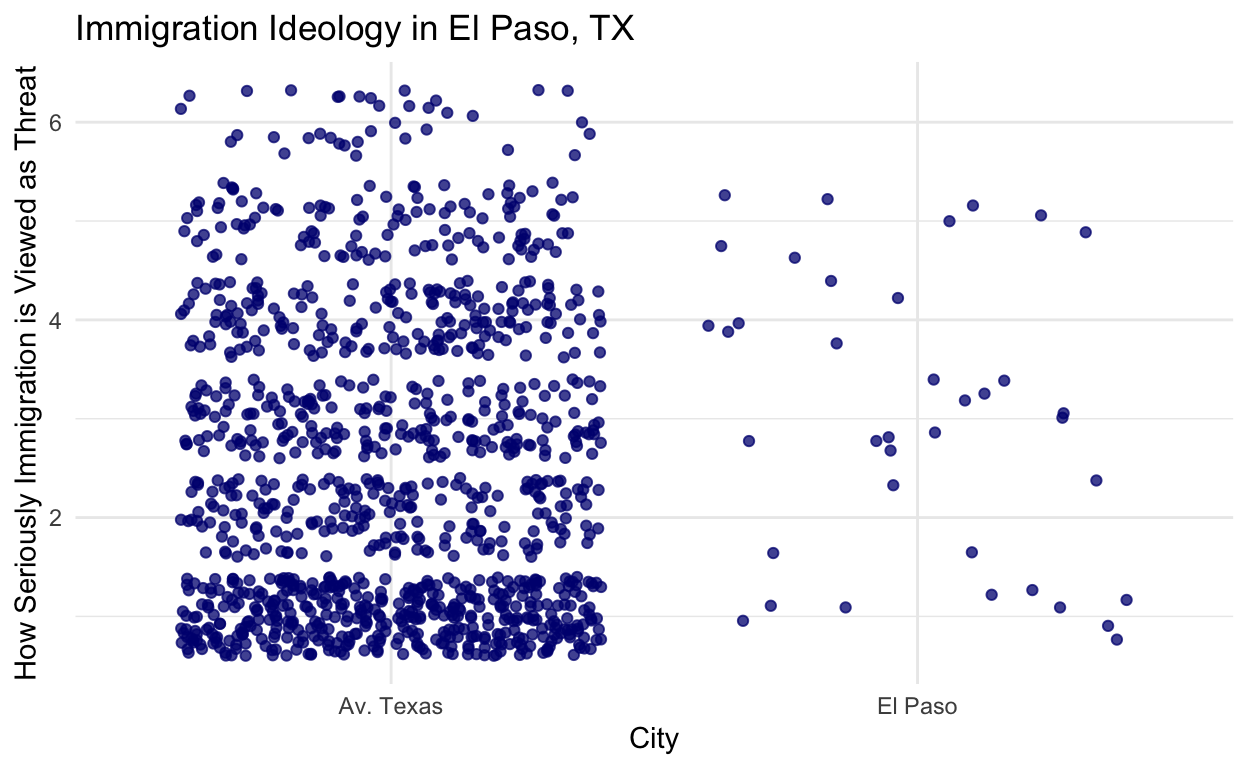 Immigration Ideology in El Paso, TX
How Seriously Immigration is Viewed as Threat
6
4
2
Av. Texas
El Paso
City